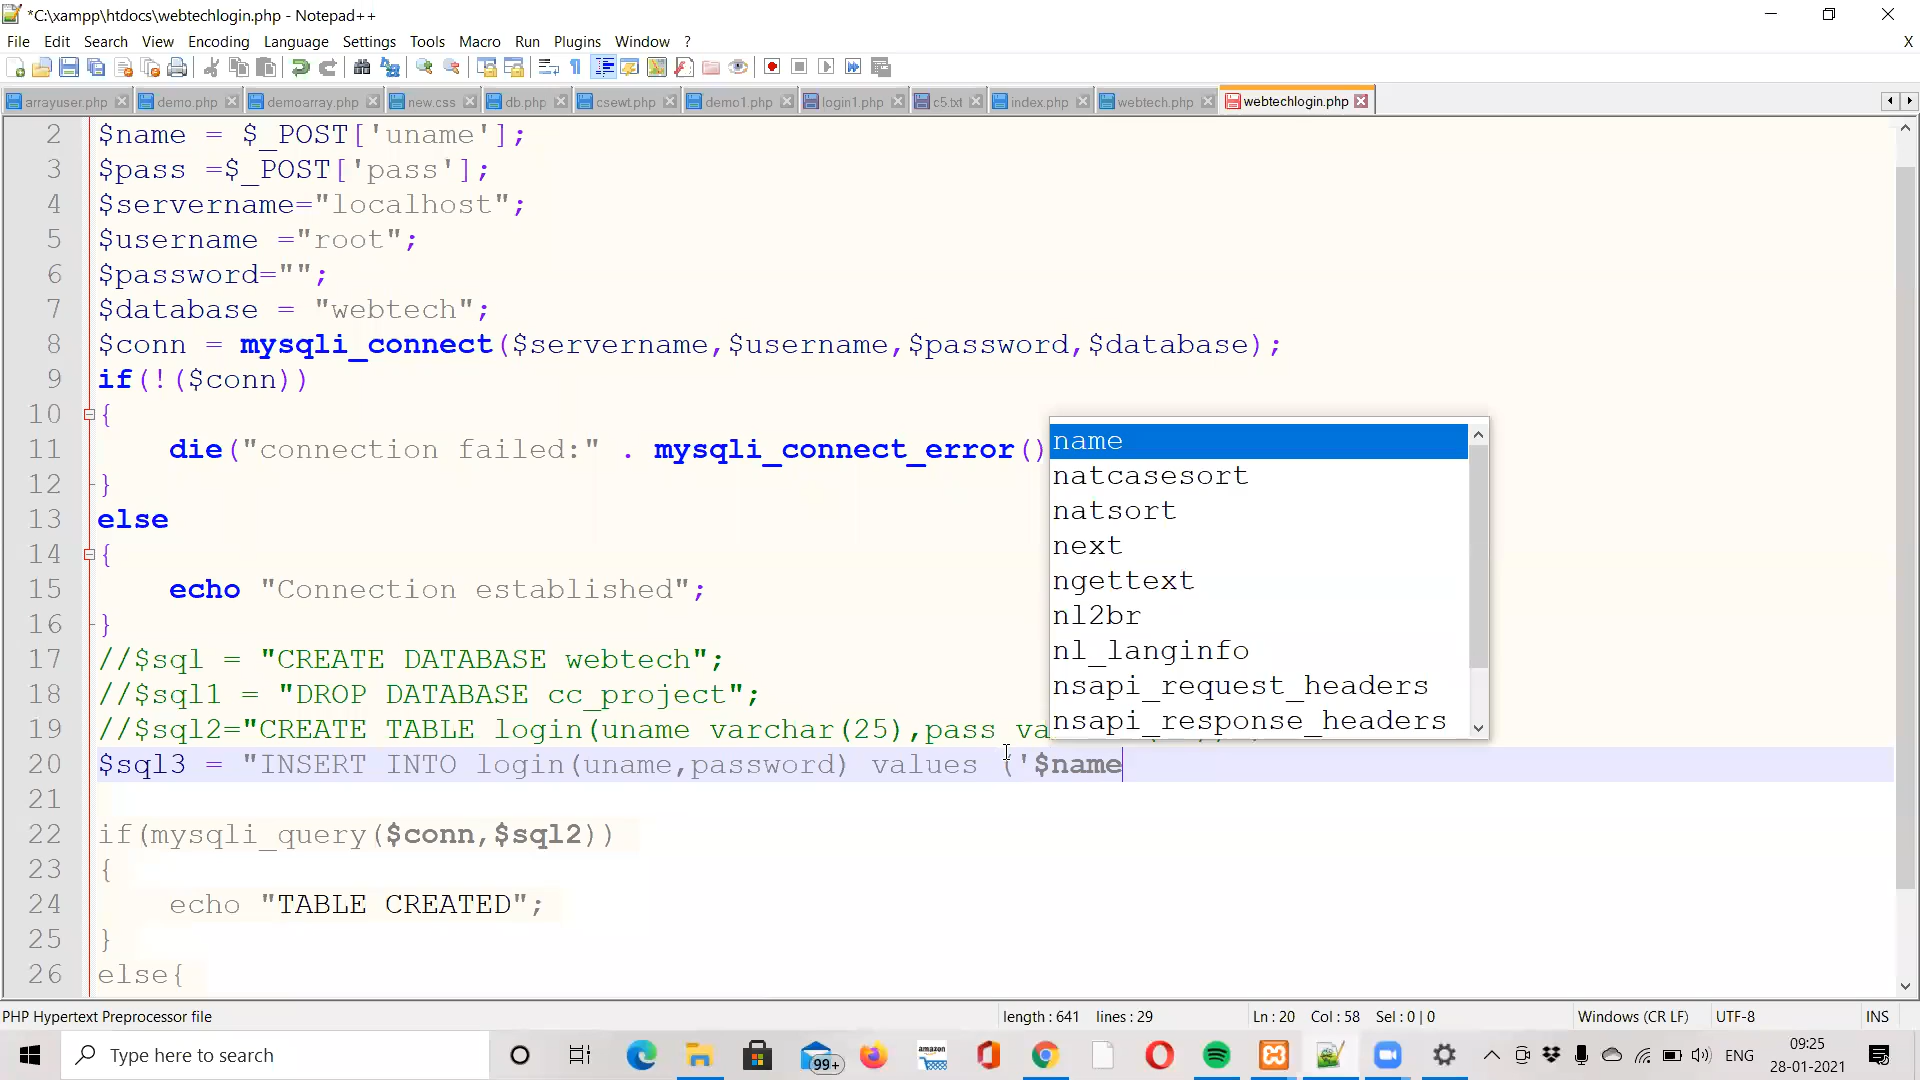 *C:\xampp\htdocs\webtechlogin.php - Notepad++
File Edit Search View Encoding Language Settings Tools Macro Run Plugins Window ? X
arrayuser.php demo.php demoarray.php new.css db.php csewt.php demo1.php login1.php c5.txt index.php webtech.php webtechlogin.php
2 $name = $_POST['uname'];
3 $pass =$_POST['pass'];
4 $servername="localhost";
5 $username ="root";
6 $password="";
7 $database = "webtech";
8 $conn = mysqli_connect($servername,$username,$password,$database);
9 if(!($conn))
10 {
11 die("connection failed:" . mysqli_connect_error()
12 }
13 else
14 {
15 echo "Connection established";
16 }
17 //$sql = "CREATE DATABASE webtech";
18 //$sql1 = "DROP DATABASE cc_project";
19 //$sql2="CREATE TABLE login(uname varchar(25),pass va
20 $sql3 = "INSERT INTO login(uname,password) values ('$name
21
22 if(mysqli_query($conn,$sql2))
23 {
24 echo "TABLE CREATED";
25 }
26 else{
name
natcasesort
natsort
next
ngettext
nl2br
nl_langinfo
nsapi_request_headers
nsapi_response_headers
PHP Hypertext Preprocessor file length : 641 lines : 29 Ln : 20 Col : 58 Sel : 0 | 0 Windows (CR LF) UTF-8 INS
Type here to search 99+ amazon ENG 09:25
28-01-2021